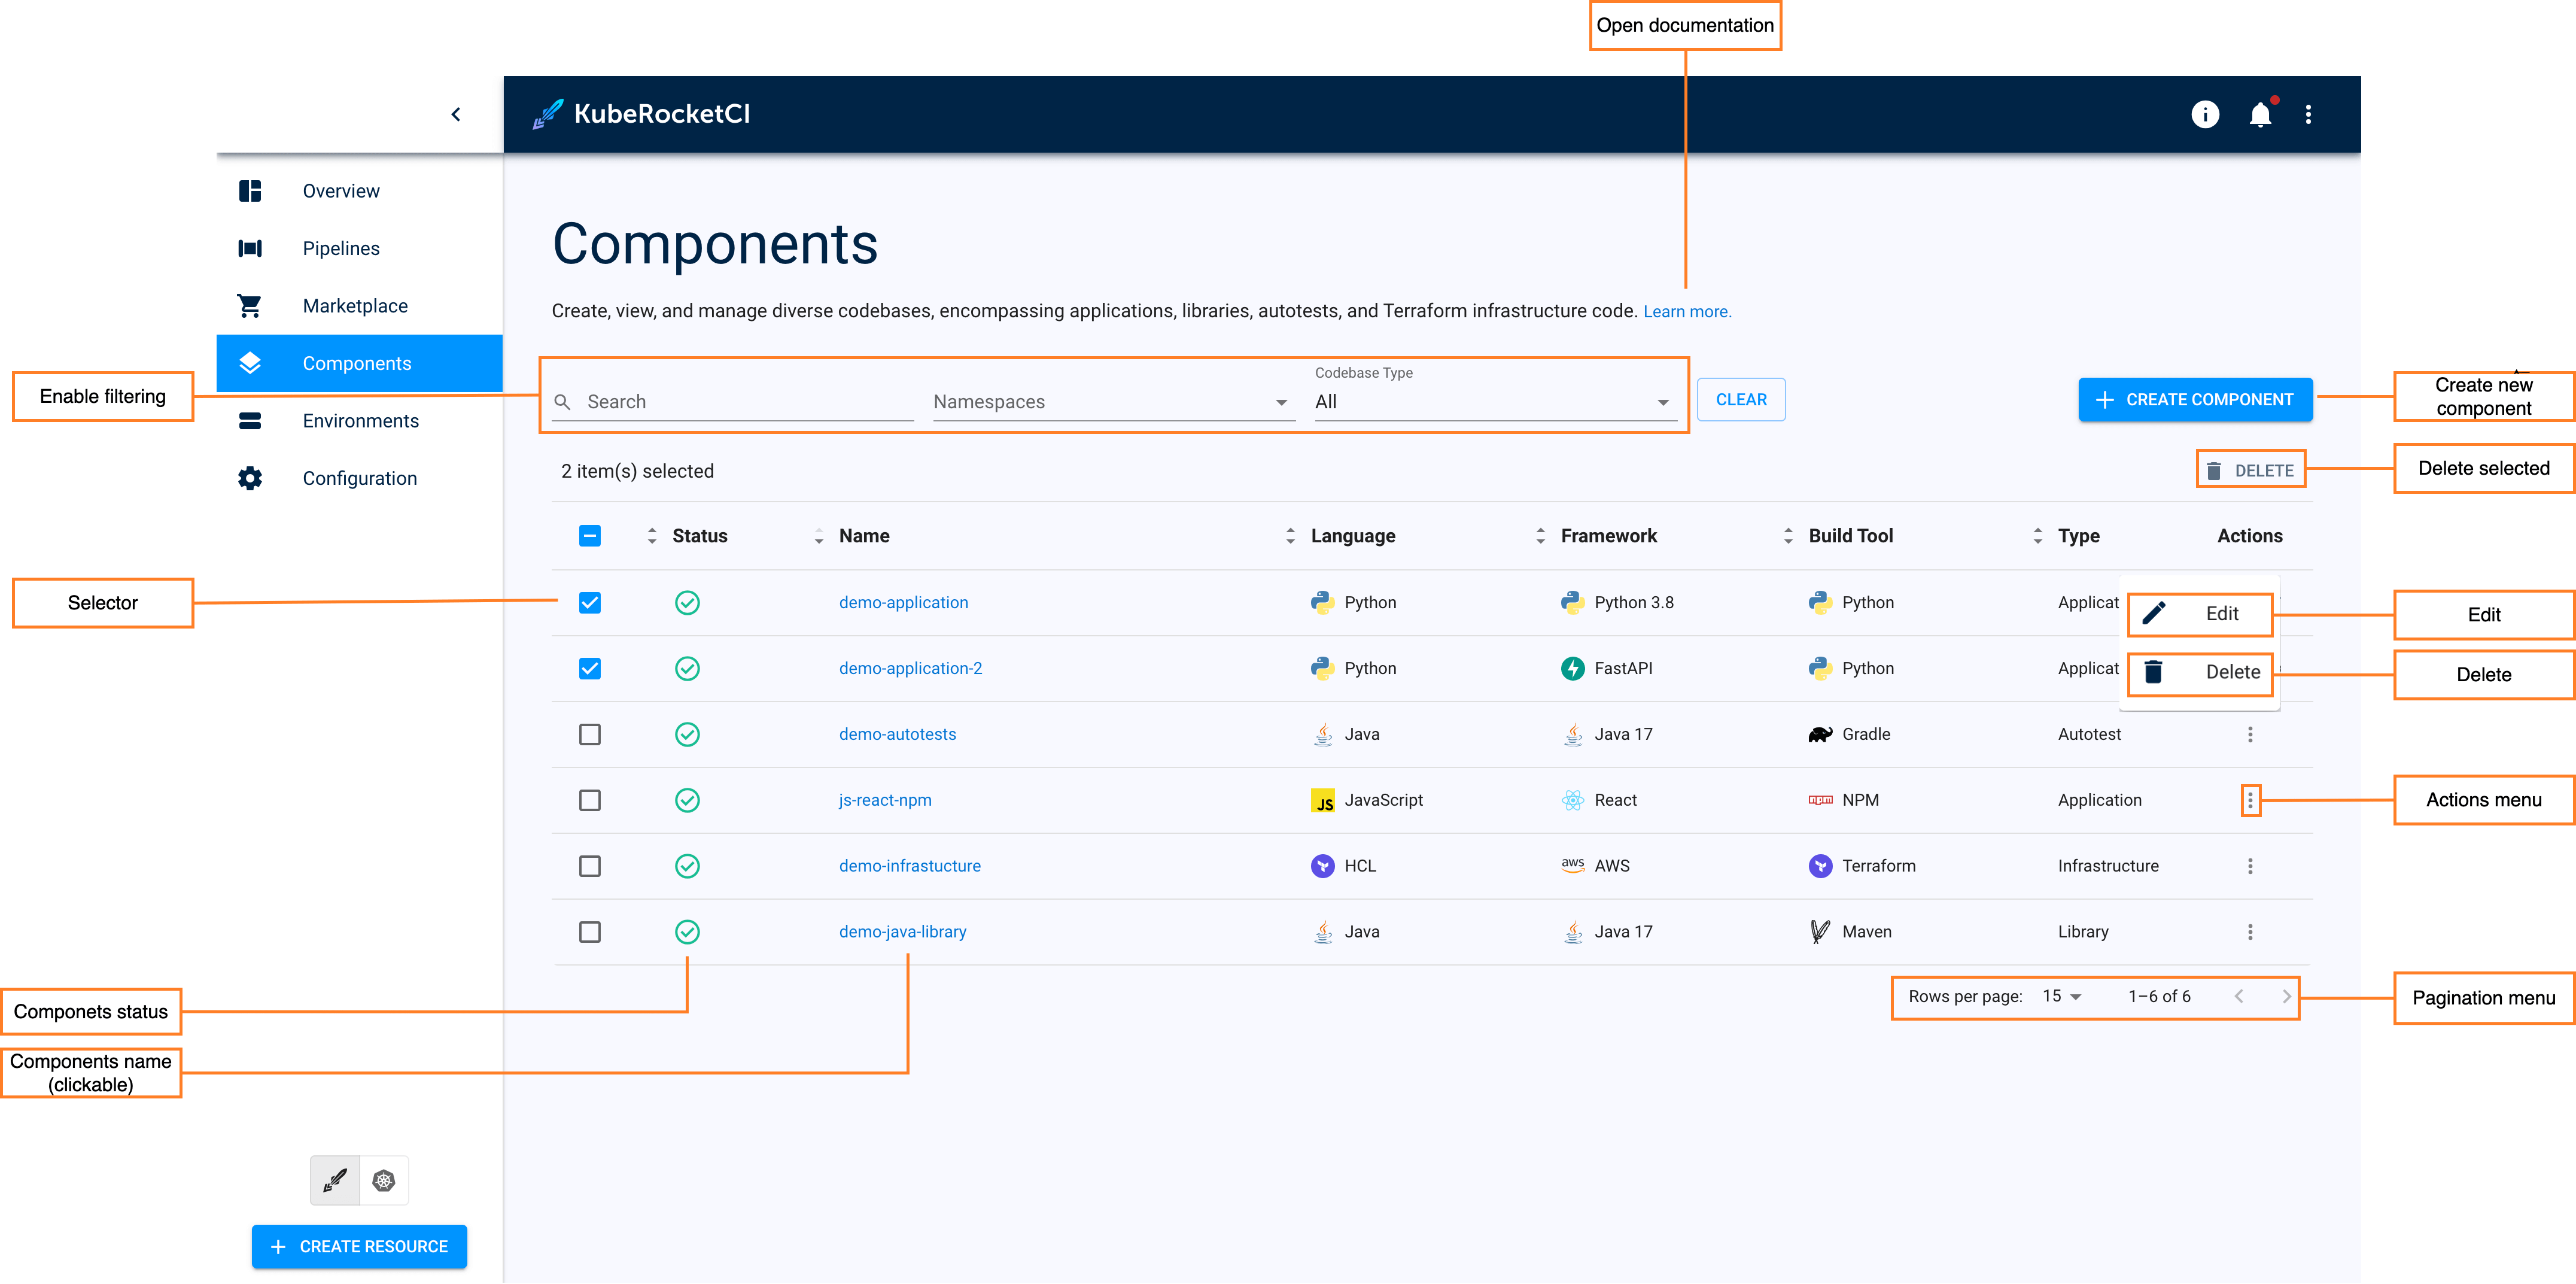 Open documentation
KubeRocketCI
Overview
Pipelines
Marketplace
Components
Environments
Configuration
Components
Create, view, and manage diverse codebases, encompassing applications, libraries, autotests, and Terraform infrastructure code. Learn more.
Enable filtering
Search
Namespaces
Codebase Type
All
CLEAR
CREATE COMPONENT
Create new
component
2 item(s) selected
DELETE
Delete selected
Status Name Language Framework Build Tool Type Actions
Selector
demo-application Python Python 3.8 Python Applicat
Edit
Edit
demo-application-2 Python FastAPI Python Applicat
Delete
Delete
demo-autotests Java Java 17 Gradle Autotest
js-react-npm JS JavaScript React npm NPM Application
Actions menu
demo-infrastucture HCL aws AWS Terraform Infrastructure
demo-java-library Java Java 17 Maven Library
Rows per page: 15 1–6 of 6
Pagination menu
Componets status
Components name
(clickable)
CREATE RESOURCE